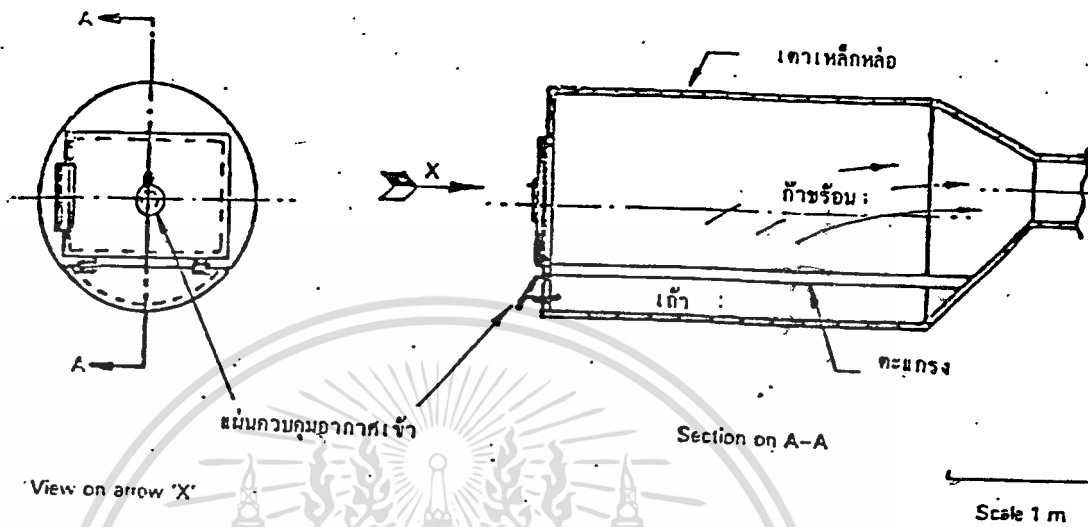 A
เตาเหล็กหล่อ
X
ก๊าซร้อน :
เถ้า :
ตะแกรง
A
แผ่นควบคุมอากาศเข้า
Section on A-A
View on arrow 'X'
Scale 1 m